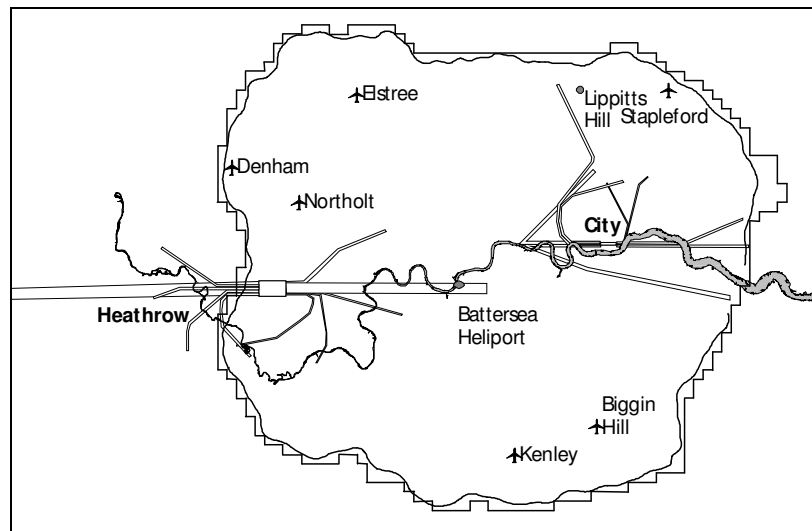 Elstree
Lippitts
Hill
Stapleford
Denham
Northolt
City
Heathrow
Battersea
Heliport
Biggin
Hill
Kenley